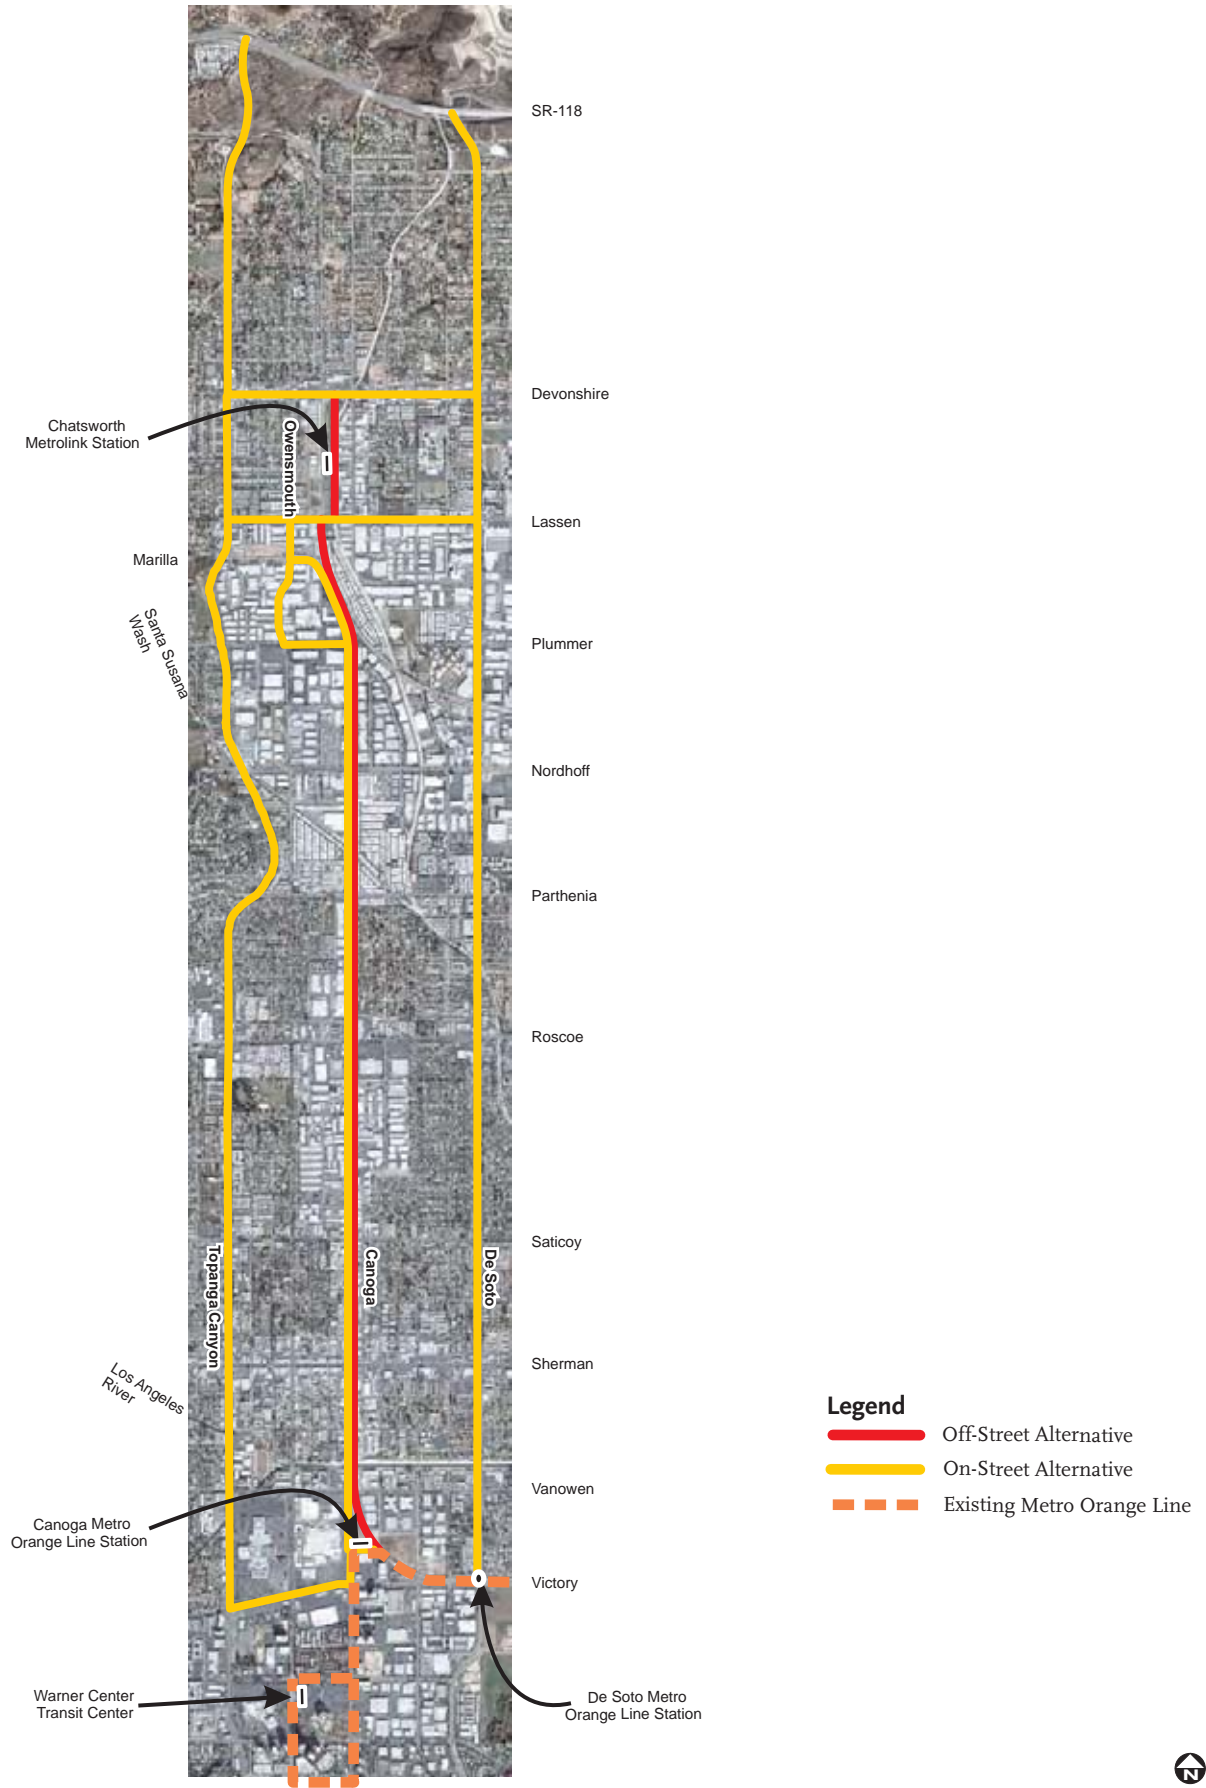 SR-118
Devonshire
Chatsworth
Metrolink Station
Owensmouth
Lassen
Marilla
Santa Susana
Wash
Plummer
Nordhoff
Parthenia
Roscoe
Saticoy
Topanga Canyon
Canoga
De Soto
Sherman
Los Angeles
River
Legend
Off-Street Alternative
On-Street Alternative
Existing Metro Orange Line
Vanowen
Canoga Metro
Orange Line Station
Victory
Warner Center
Transit Center
De Soto Metro
Orange Line Station
N